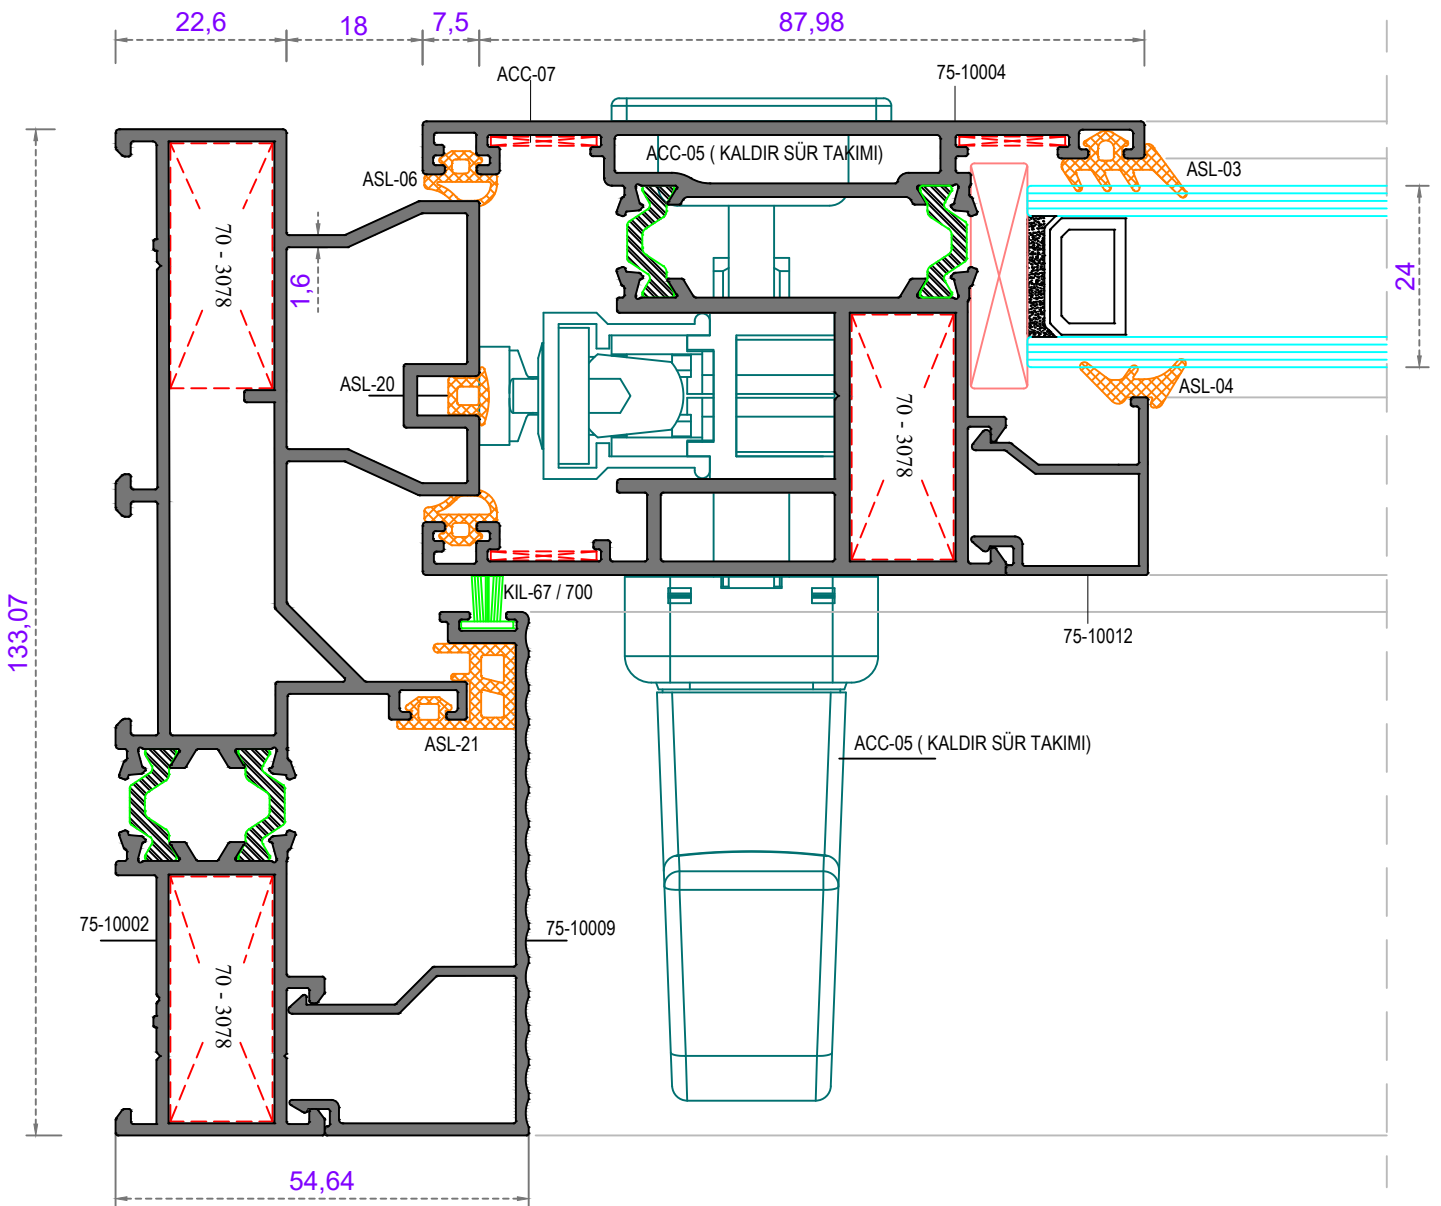 22,6
18
7,5
87,98
ACC-07
75-10004
ACC-05 ( KALDIR SÜR TAKIMI)
ASL-06
ASL-03
70 - 3078
1,6
24
ASL-20
ASL-04
70 - 3078
KIL-67 / 700
75-10012
133,07
ASL-21
ACC-05 ( KALDIR SÜR TAKIMI)
75-10002
75-10009
70 - 3078
54,64